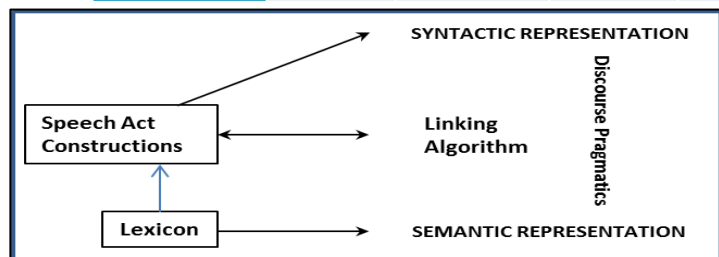 SYNTACTIC REPRESENTATION
Speech Act
Constructions
Linking
Algorithm
Discourse Pragmatics
Lexicon
SEMANTIC REPRESENTATION